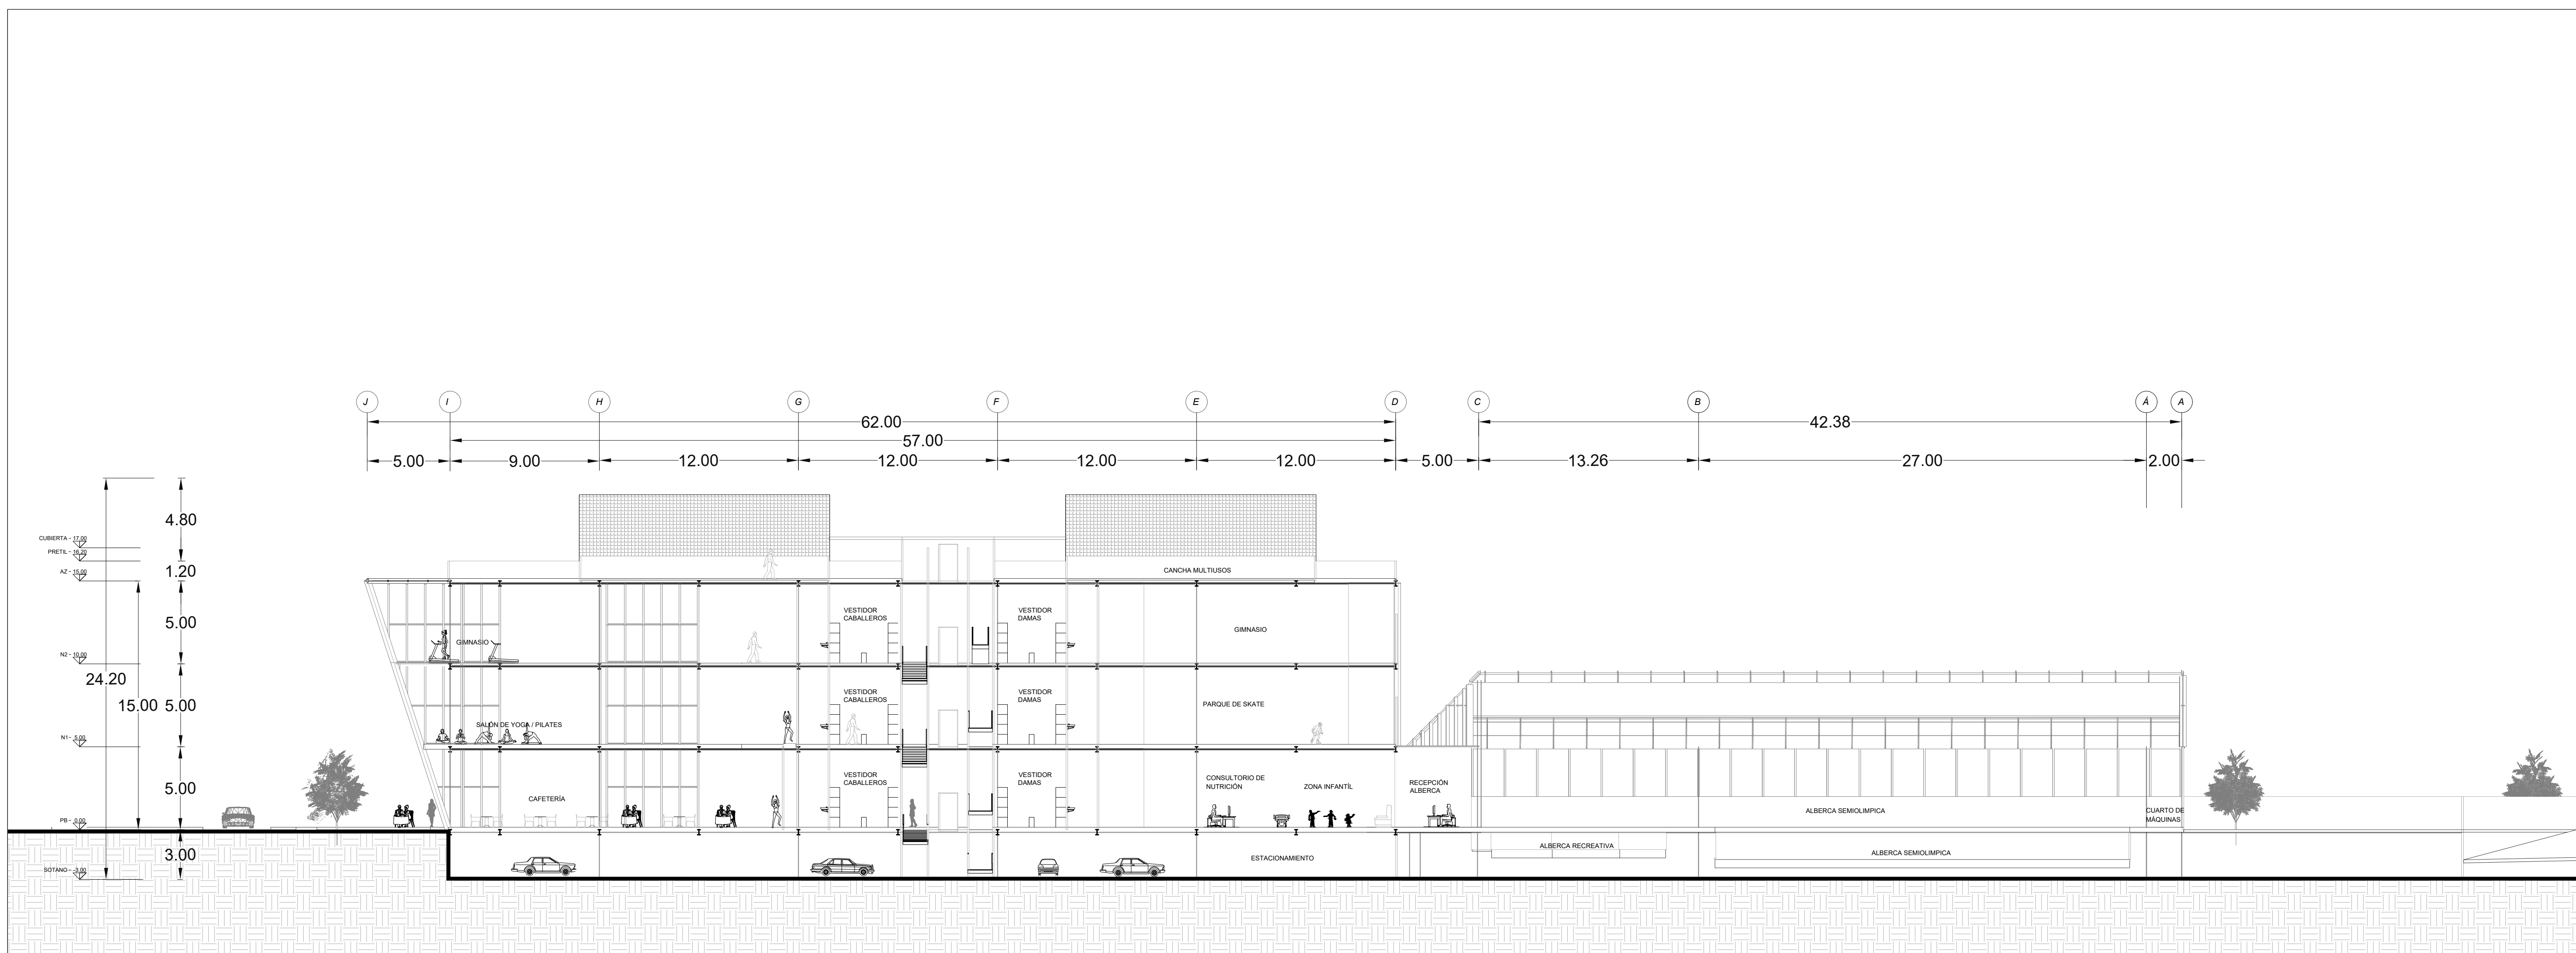 J I H G F E D C B Á A
62.00 42.38
57.00
5.00 9.00 12.00 12.00 12.00 12.00 5.00 13.26 27.00 2.00
4.80
CUBIERTA - 17.00
PRETIL - 16.20
1.20
AZ - 15.00
CANCHA MULTIUSOS
5.00
VESTIDOR
CABALLEROS
VESTIDOR
DAMAS
GIMNASIO
GIMNASIO
N2 - 10.00
24.20
15.00
5.00
VESTIDOR
CABALLEROS
VESTIDOR
DAMAS
PARQUE DE SKATE
SALÓN DE YOGA / PILATES
N1- 5.00
5.00
VESTIDOR
CABALLEROS
VESTIDOR
DAMAS
CONSULTORIO DE
NUTRICIÓN
ZONA INFANTÍL
RECEPCIÓN
ALBERCA
CAFETERÍA
ALBERCA SEMIOLIMPICA
CUARTO DE
MÁQUINAS
PB - 0.00
3.00
ALBERCA RECREATIVA
ALBERCA SEMIOLIMPICA
ESTACIONAMIENTO
SOTANO - -3.00